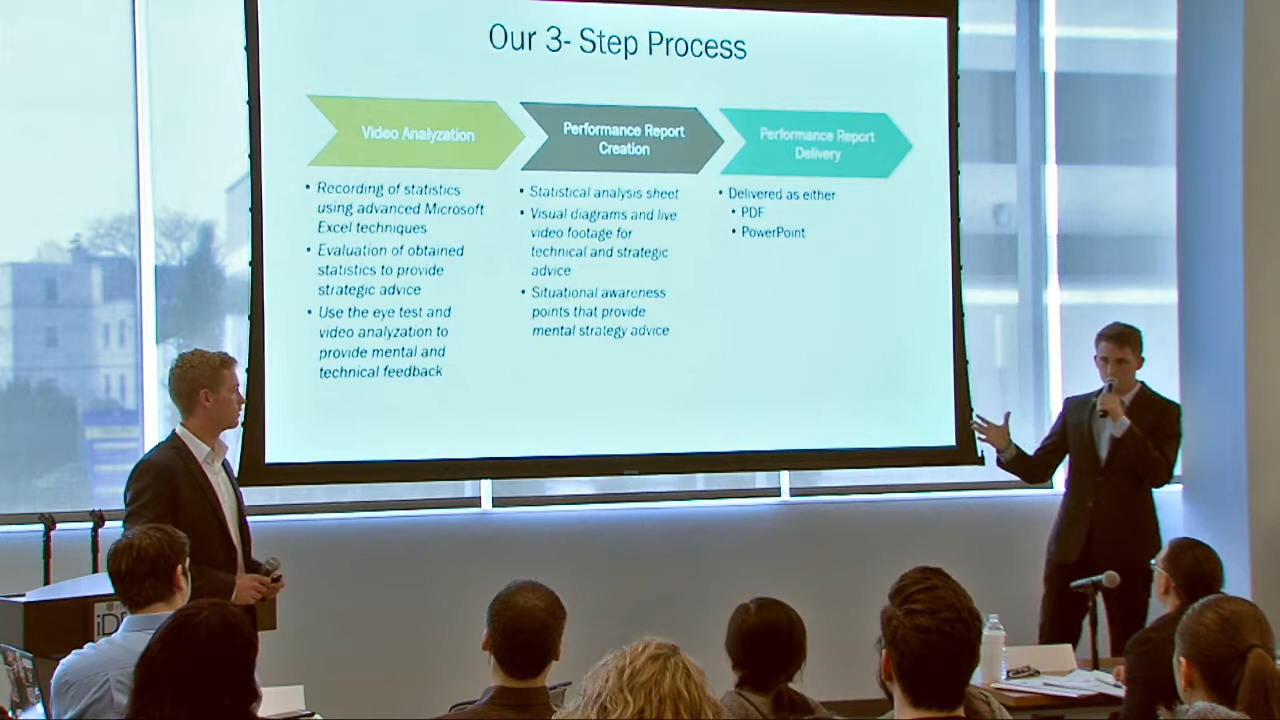 Our 3- Step Process
Video Analyzation
Performance Report
Creation
Performance Report
Delivery
• Recording of statistics
using advanced Microsoft
Excel techniques
• Evaluation of obtained
statistics to provide
strategic advice
• Use the eye test and
video analyzation to
provide mental and
technical feedback
• Statistical analysis sheet
• Visual diagrams and live
video footage for
technical and strategic
advice
• Situational awareness
points that provide
mental strategy advice
• Delivered as either
• PDF
• PowerPoint